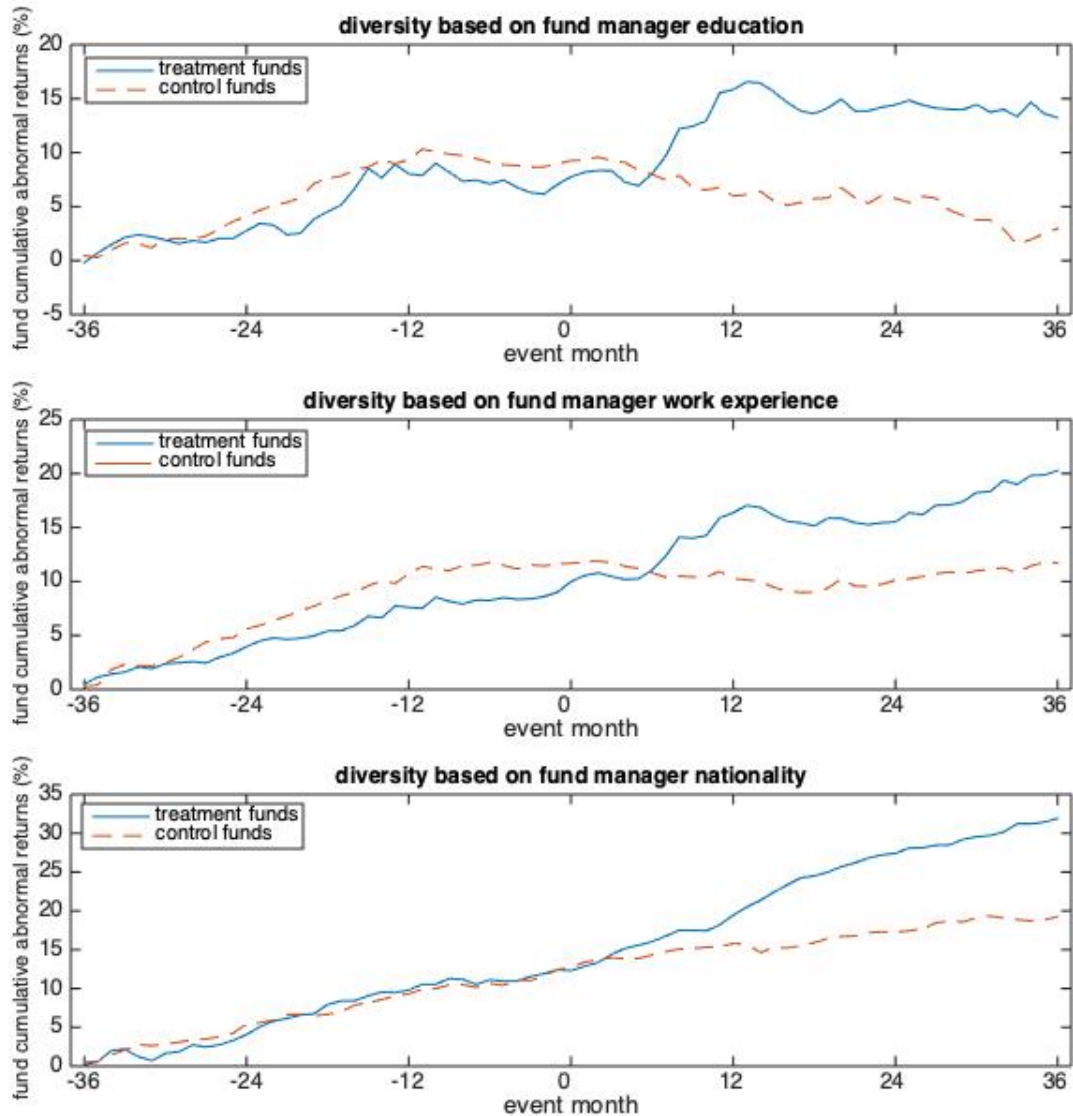 diversity based on fund manager education
fund cumulative abnormal returns (%)
20
15
10
5
0
-5
treatment funds
control funds
-36 -24 -12 0 12 24 36
event month
diversity based on fund manager work experience
fund cumulative abnormal returns (%)
25
20
15
10
5
0
treatment funds
control funds
-36 -24 -12 0 12 24 36
event month
diversity based on fund manager nationality
fund cumulative abnormal returns (%)
35
30
25
20
15
10
5
0
treatment funds
control funds
-36 -24 -12 0 12 24 36
event month